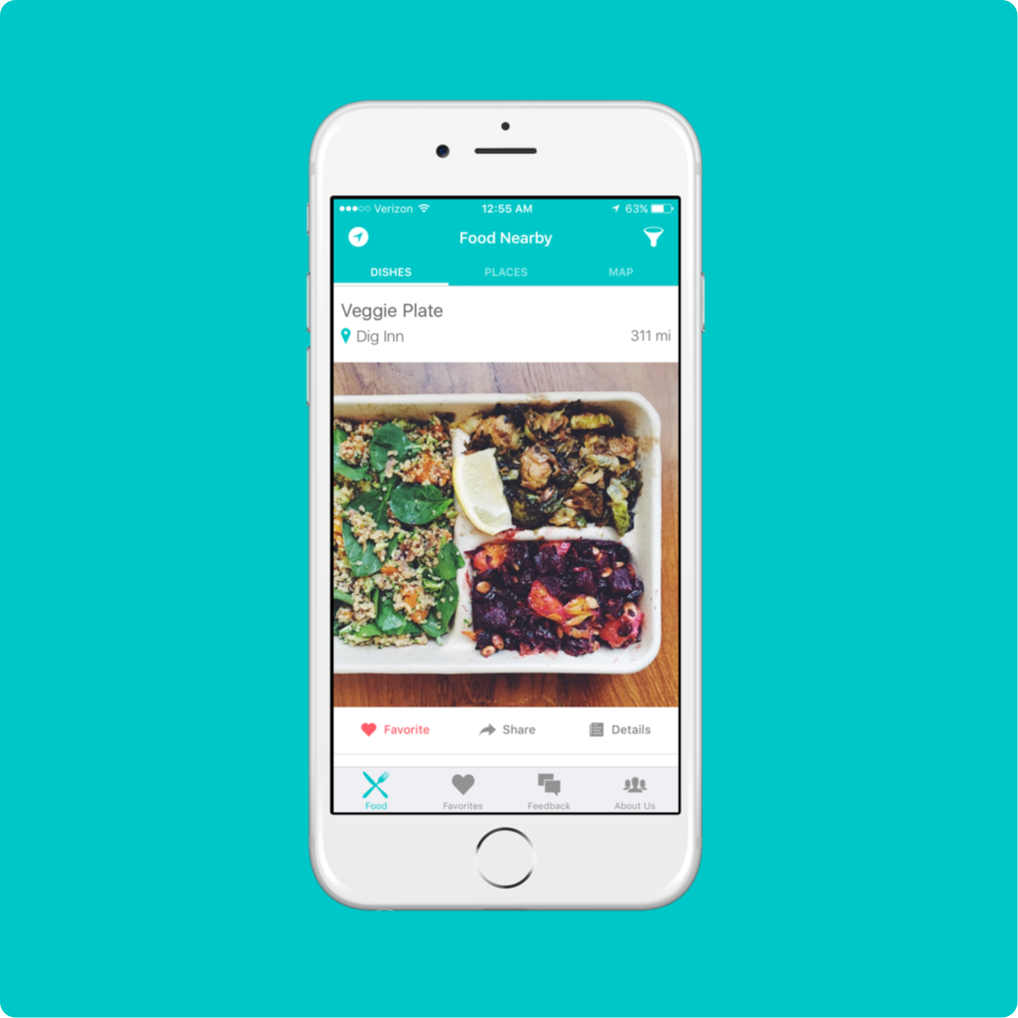 Verizon 12:55 AM 63%
Food Nearby
DISHES PLACES MAP
Veggie Plate
Dig Inn 311 mi
Favorite Share Details
Food Favorites Feedback About Us